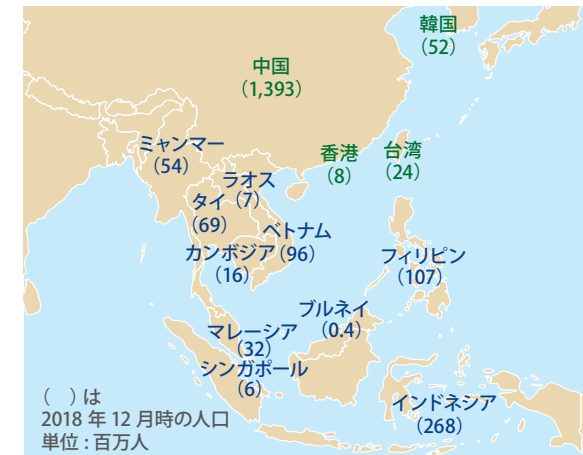 韓国
(52)
中国
(1,393)
ミャンマー
(54)
香港
(8)
台湾
(24)
ラオス
(7)
タイ
(69)
ベトナム
(96)
カンボジア
(16)
フィリピン
(107)
ブルネイ
(0.4)
マレーシア
(32)
シンガポール
(6)
インドネシア
(268)
（　）は
2018 年 12 月時の人口
単位 : 百万人